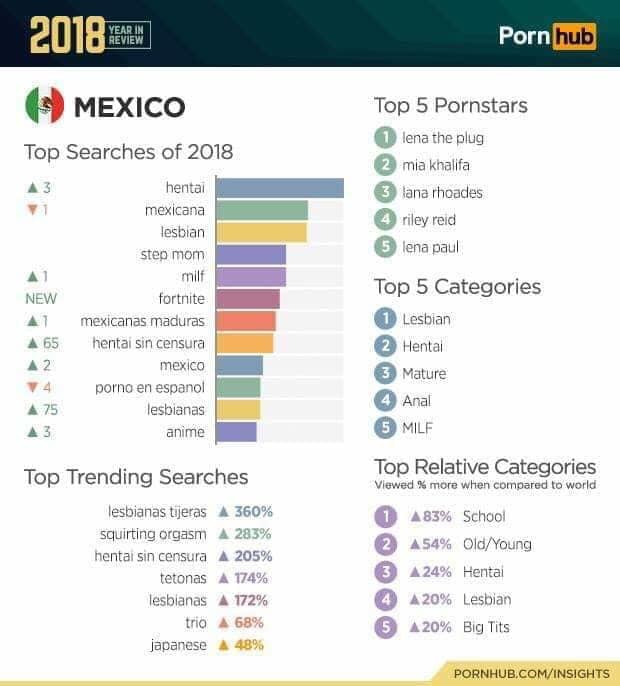 2018 YEAR IN REVIEW
Pornhub
MEXICO
Top Searches of 2018
▲ 3 hentai
▼ 1 mexicana
lesbian
step mom
▲ 1 milf
NEW fortnite
▲ 1 mexicanas maduras
▲ 65 hentai sin censura
▲ 2 mexico
▼ 4 porno en espanol
▲ 75 lesbianas
▲ 3 anime
Top Trending Searches
lesbianas tijeras ▲ 360%
squirting orgasm ▲ 283%
hentai sin censura ▲ 205%
tetonas ▲ 174%
lesbianas ▲ 172%
trio ▲ 68%
japanese ▲ 48%
Top 5 Pornstars
1 lena the plug
2 mia khalifa
3 lana rhoades
4 riley reid
5 lena paul
Top 5 Categories
1 Lesbian
2 Hentai
3 Mature
4 Anal
5 MILF
Top Relative Categories
Viewed % more when compared to world
1 ▲83% School
2 ▲54% Old/Young
3 ▲24% Hentai
4 ▲20% Lesbian
5 ▲20% Big Tits
PORNHUB.COM/INSIGHTS